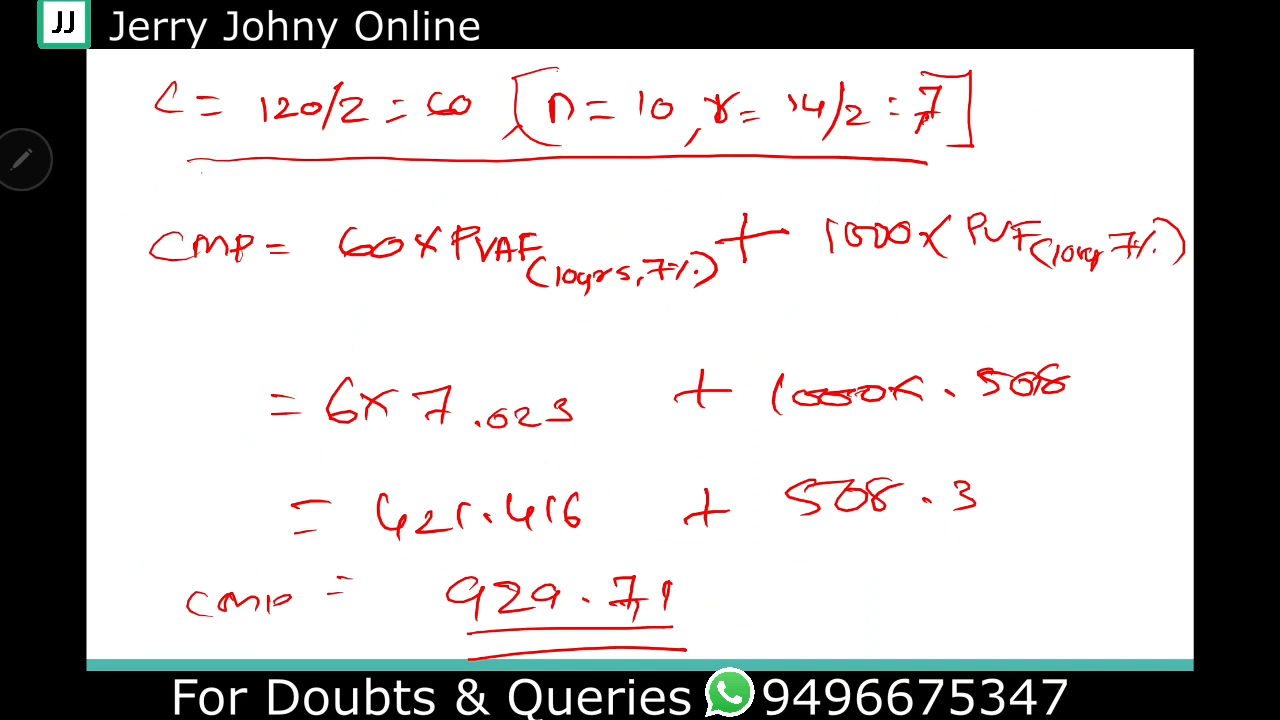 JJ Jerry Johny Online
C = 120/2 = 60, [n = 10, r = 14/2 = 7]
CMP = 60 x PVAF (10yrs, 7%) + 1000 x PVF (10yr, 7%)
= 6 x 7.023 + 1000 x .508
= 421.416 + 508.3
CMP = 929.71
For Doubts & Queries 9496675347